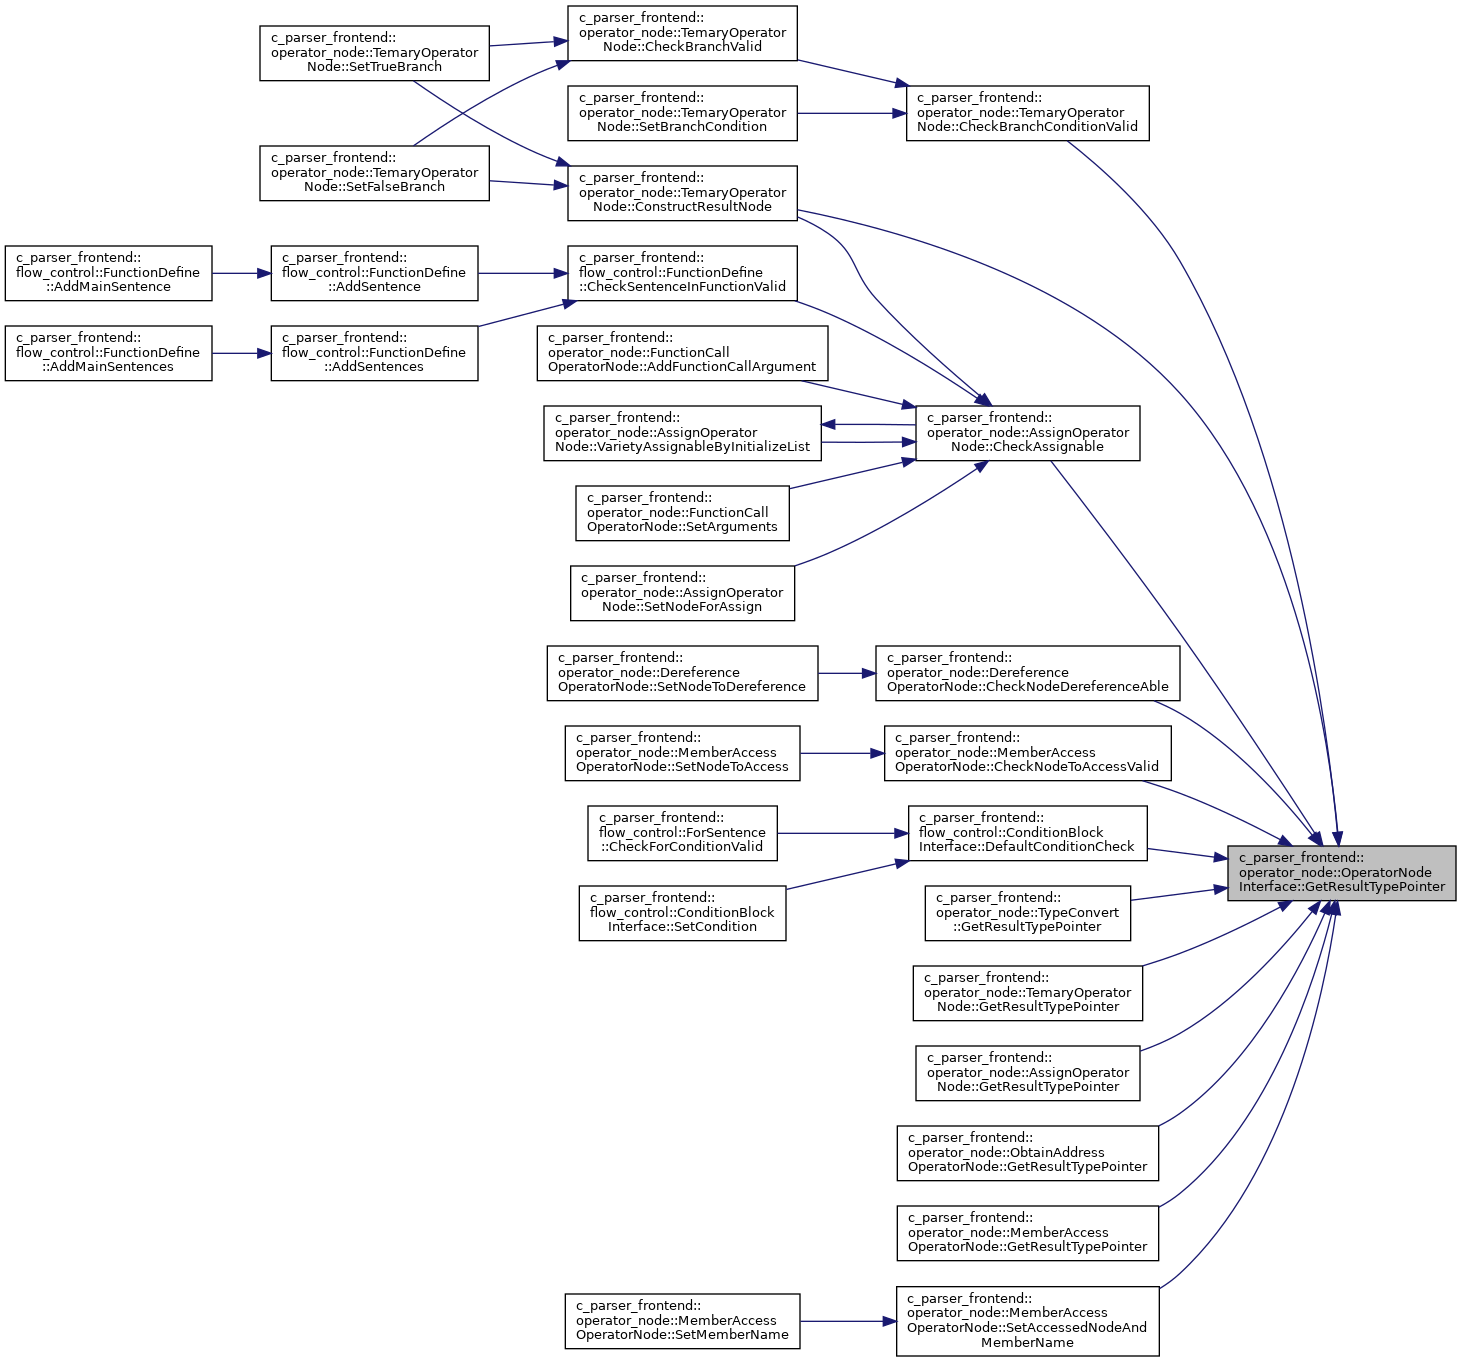 c_parser_frontend::
operator_node::TemaryOperator
Node::CheckBranchValid
c_parser_frontend::
operator_node::TemaryOperator
Node::SetTrueBranch
c_parser_frontend::
operator_node::TemaryOperator
Node::SetBranchCondition
c_parser_frontend::
operator_node::TemaryOperator
Node::CheckBranchConditionValid
c_parser_frontend::
operator_node::TemaryOperator
Node::SetFalseBranch
c_parser_frontend::
operator_node::TemaryOperator
Node::ConstructResultNode
c_parser_frontend::
flow_control::FunctionDefine
::AddMainSentence
c_parser_frontend::
flow_control::FunctionDefine
::AddSentence
c_parser_frontend::
flow_control::FunctionDefine
::CheckSentenceInFunctionValid
c_parser_frontend::
flow_control::FunctionDefine
::AddMainSentences
c_parser_frontend::
flow_control::FunctionDefine
::AddSentences
c_parser_frontend::
operator_node::FunctionCall
OperatorNode::AddFunctionCallArgument
c_parser_frontend::
operator_node::AssignOperator
Node::VarietyAssignableByInitializeList
c_parser_frontend::
operator_node::AssignOperator
Node::CheckAssignable
c_parser_frontend::
operator_node::FunctionCall
OperatorNode::SetArguments
c_parser_frontend::
operator_node::AssignOperator
Node::SetNodeForAssign
c_parser_frontend::
operator_node::Dereference
OperatorNode::SetNodeToDereference
c_parser_frontend::
operator_node::Dereference
OperatorNode::CheckNodeDereferenceAble
c_parser_frontend::
operator_node::MemberAccess
OperatorNode::SetNodeToAccess
c_parser_frontend::
operator_node::MemberAccess
OperatorNode::CheckNodeToAccessValid
c_parser_frontend::
flow_control::ForSentence
::CheckForConditionValid
c_parser_frontend::
flow_control::ConditionBlock
Interface::DefaultConditionCheck
c_parser_frontend::
operator_node::OperatorNode
Interface::GetResultTypePointer
c_parser_frontend::
flow_control::ConditionBlock
Interface::SetCondition
c_parser_frontend::
operator_node::TypeConvert
::GetResultTypePointer
c_parser_frontend::
operator_node::TemaryOperator
Node::GetResultTypePointer
c_parser_frontend::
operator_node::AssignOperator
Node::GetResultTypePointer
c_parser_frontend::
operator_node::ObtainAddress
OperatorNode::GetResultTypePointer
c_parser_frontend::
operator_node::MemberAccess
OperatorNode::GetResultTypePointer
c_parser_frontend::
operator_node::MemberAccess
OperatorNode::SetMemberName
c_parser_frontend::
operator_node::MemberAccess
OperatorNode::SetAccessedNodeAnd
MemberName